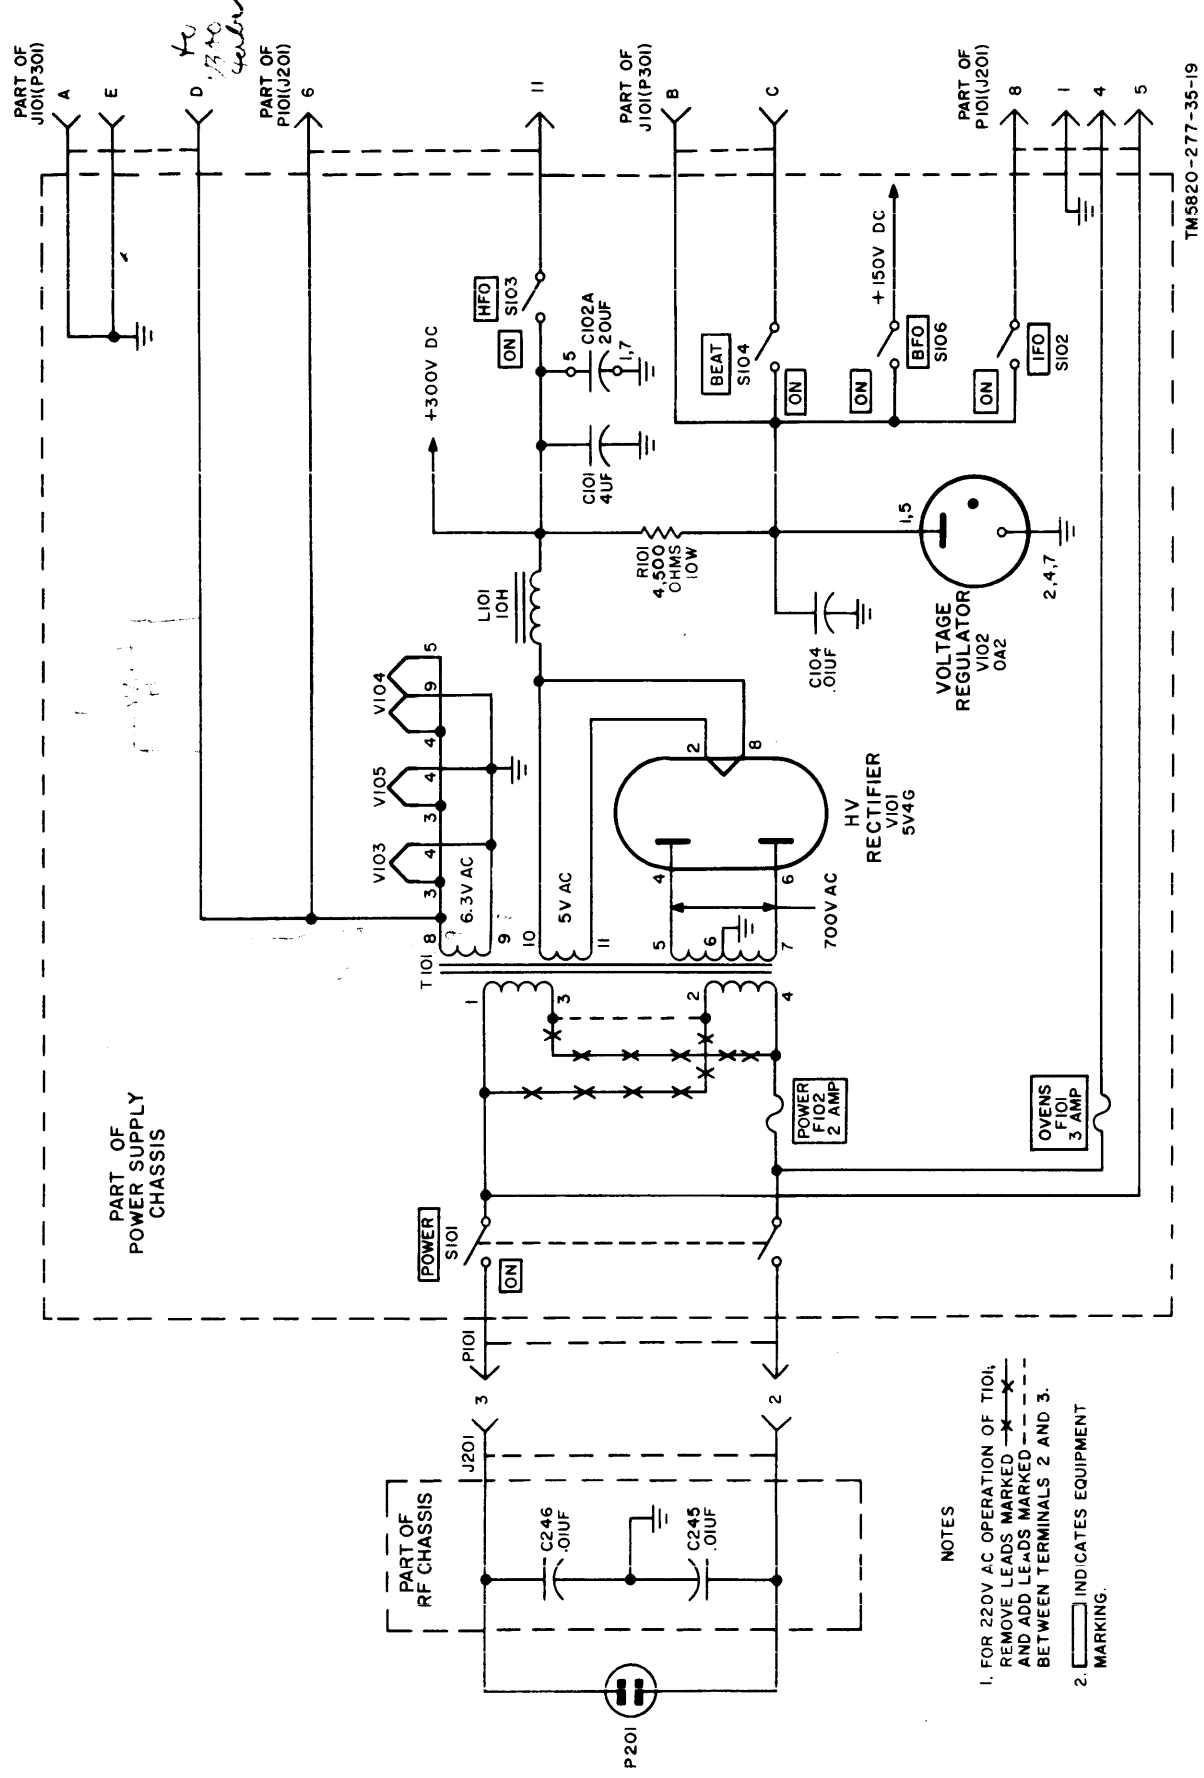 PART OF
J101(P301)
A
E
D
to
PART OF
P101(J201)
6
11
PART OF
J101(P301)
B
C
PART OF
P101(J201)
8
1
4
5
TM5820-277-35-19
+300V DC
HFO
S103
ON
5
C102A
20UF
1,7
C101
4UF
BEAT
S104
ON
+150V DC
BFO
S106
ON
IFO
S102
ON
L101
10H
R101
4,500
OHMS
10W
1,5
2,4,7
VOLTAGE
REGULATOR
V102
OA2
C104
.01UF
V103
3
4
V105
3
4
V104
4
9
5
6.3V AC
5V AC
T101
8
9
10
11
5
6
7
700V AC
4
6
2
8
HV
RECTIFIER
V101
5V4G
1
3
2
4
POWER
F102
2 AMP
OVENS
F101
3 AMP
PART OF
POWER SUPPLY
CHASSIS
POWER
S101
ON
P101
3
2
J201
PART OF
RF CHASSIS
C246
.01UF
C245
.01UF
P201
NOTES
1. FOR 220V AC OPERATION OF T101,
REMOVE LEADS MARKED
AND ADD LEADS MARKED
BETWEEN TERMINALS 2 AND 3.
2. INDICATES EQUIPMENT
MARKING.